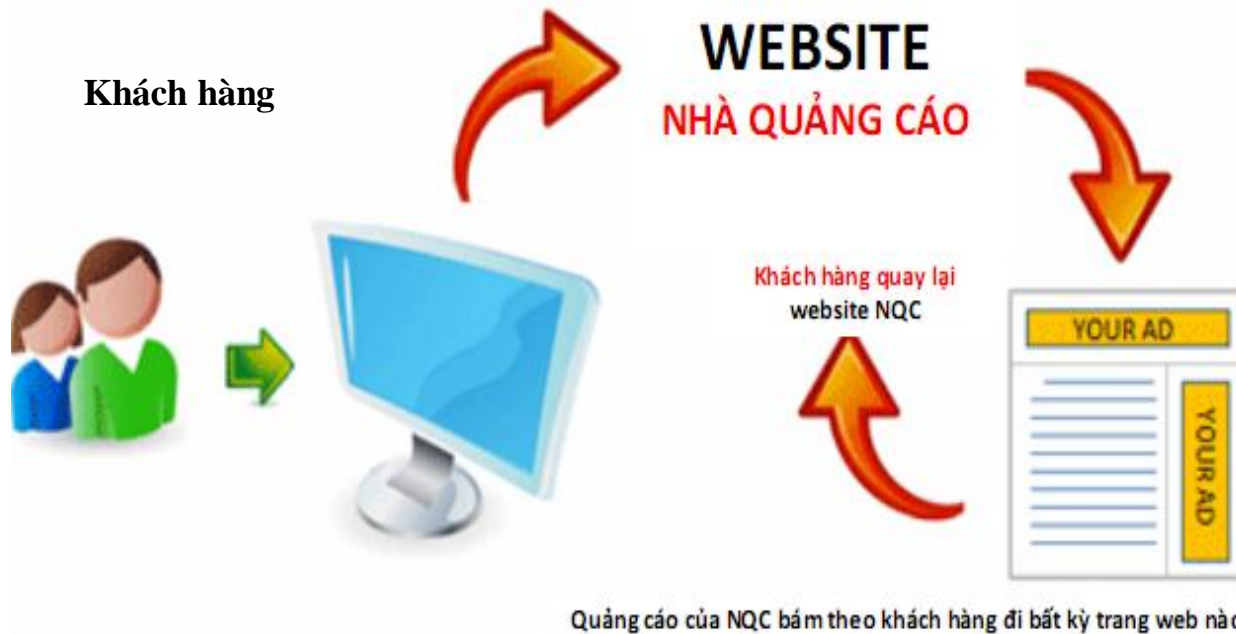 Khách hàng
WEBSITE
NHÀ QUẢNG CÁO
Khách hàng quay lại
website NQC
YOUR AD
YOUR AD
Quảng cáo của NQC bám theo khách hàng đi bất kỳ trang web